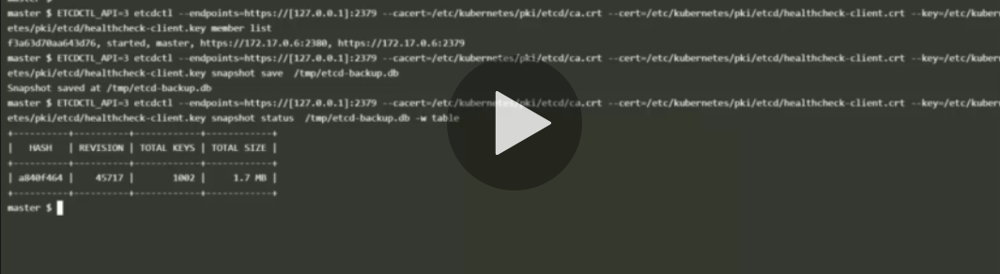 master $ ETCDCTL_API=3 etcdctl --endpoints=https://[127.0.0.1]:2379 --cacert=/etc/kubernetes/pki/etcd/ca.crt --cert=/etc/kubernetes/pki/etcd/healthcheck-client.crt --key=/etc/kubern
etes/pki/etcd/healthcheck-client.key member list
f3a63d70aa643d76, started, master, https://172.17.0.6:2380, https://172.17.0.6:2379
master $ ETCDCTL_API=3 etcdctl --endpoints=https://[127.0.0.1]:2379 --cacert=/etc/kubernetes/pki/etcd/ca.crt --cert=/etc/kubernetes/pki/etcd/healthcheck-client.crt --key=/etc/kubern
etes/pki/etcd/healthcheck-client.key snapshot save  /tmp/etcd-backup.db
Snapshot saved at /tmp/etcd-backup.db
master $ ETCDCTL_API=3 etcdctl --endpoints=https://[127.0.0.1]:2379 --cacert=/etc/kubernetes/pki/etcd/ca.crt --cert=/etc/kubernetes/pki/etcd/healthcheck-client.crt --key=/etc/kubern
etes/pki/etcd/healthcheck-client.key snapshot status  /tmp/etcd-backup.db -w table
+----------+----------+------------+------------+
|   HASH   | REVISION | TOTAL KEYS | TOTAL SIZE |
+----------+----------+------------+------------+
| a840f464 |    45717 |       1002 |     1.7 MB |
+----------+----------+------------+------------+
master $